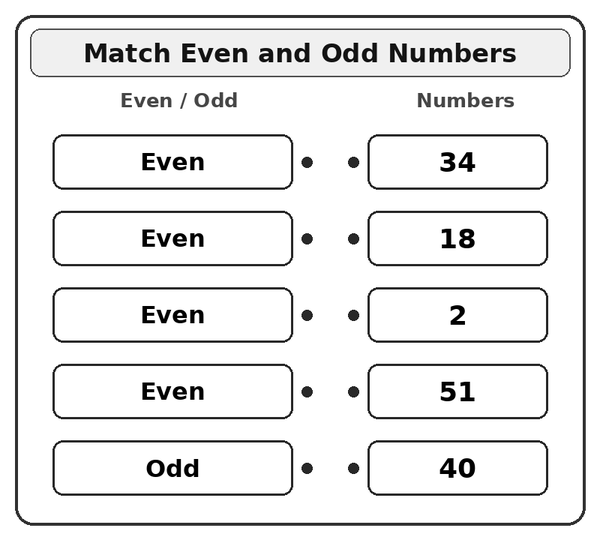 Match Even and Odd Numbers
Even / Odd Numbers
Even 34
Even 18
Even 2
Even 51
Odd 40